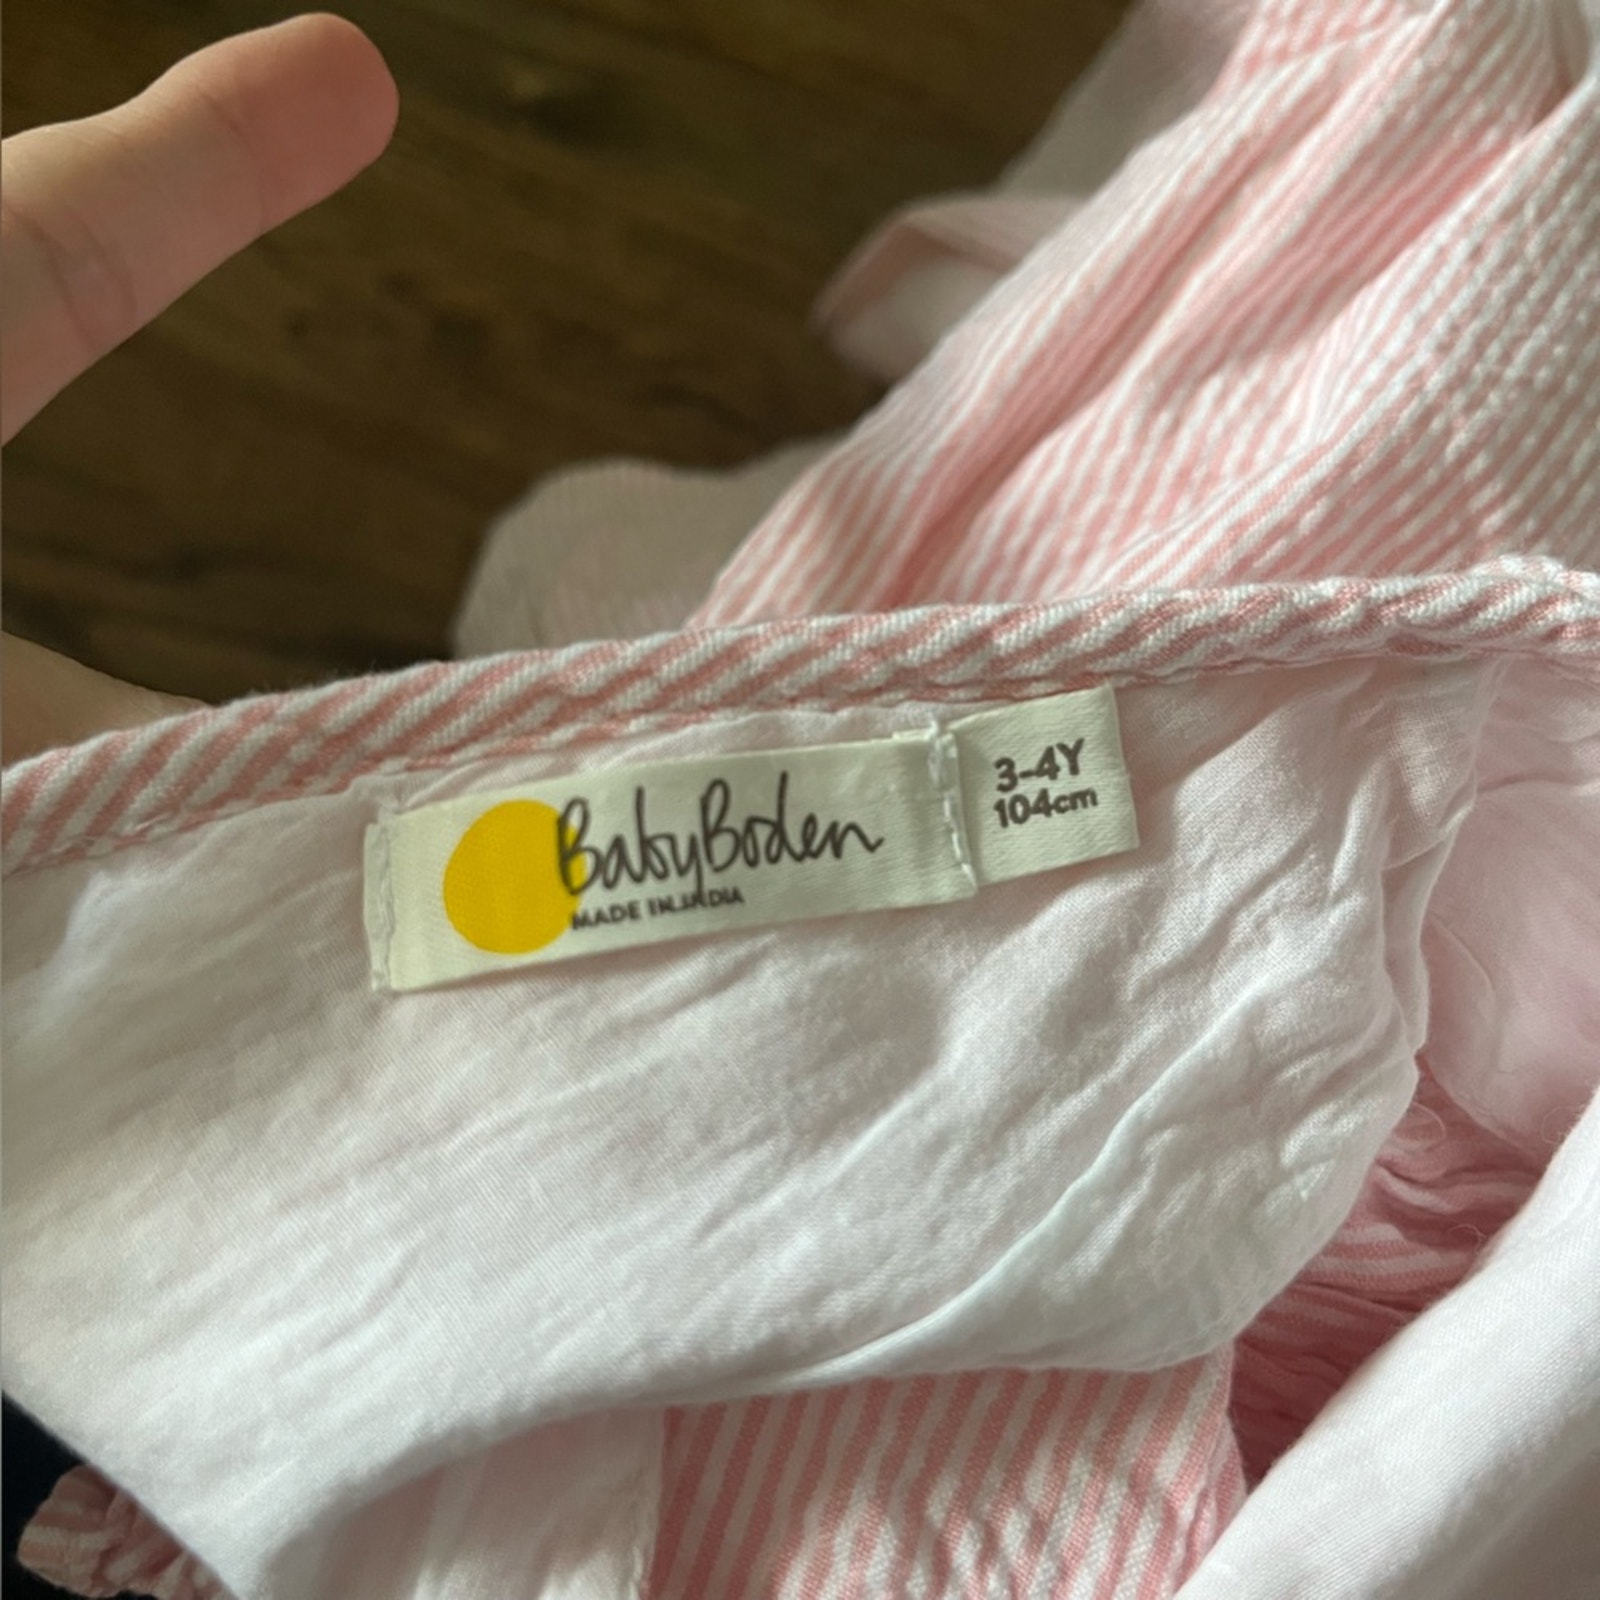 BabyBoden
MADE IN INDIA
3-4Y
104cm